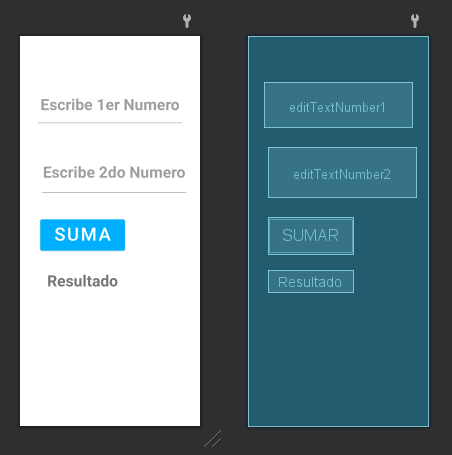 Escribe 1er Numero
Escribe 2do Numero
SUMA
Resultado
editTextNumber1
editTextNumber2
SUMAR
Resultado